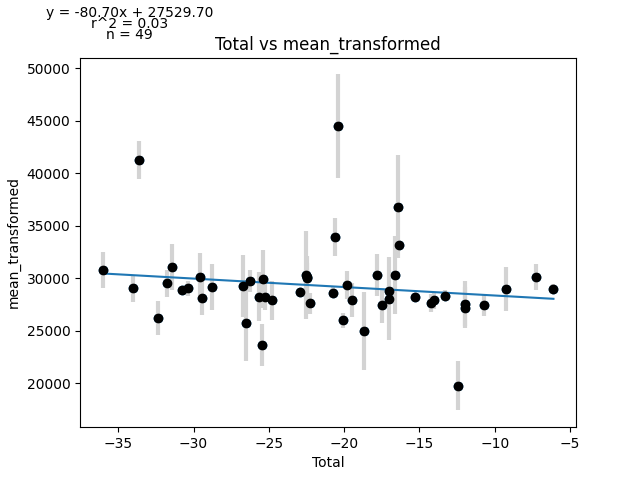 y = -80.70x + 27529.70
r^2 = 0.03
n = 49
Total vs mean_transformed
50000
45000
40000
35000
30000
25000
20000
mean_transformed
−35 −30 −25 −20 −15 −10 −5
Total